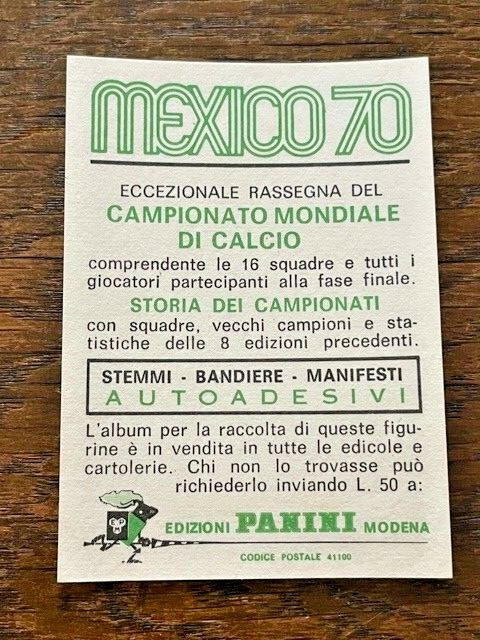 MEXICO 70
ECCEZIONALE RASSEGNA DEL
CAMPIONATO MONDIALE
DI CALCIO
comprendente le 16 squadre e tutti i
giocatori partecipanti alla fase finale.
STORIA DEI CAMPIONATI
con squadre, vecchi campioni e sta-
tistiche delle 8 edizioni precedenti.
STEMMI - BANDIERE - MANIFESTI
AUTOADESIVI
L'album per la raccolta di queste figu-
rine è in vendita in tutte le edicole e
cartolerie. Chi non lo trovasse può
richiederlo inviando L. 50 a:
EDIZIONI PANINI MODENA
CODICE POSTALE 41100